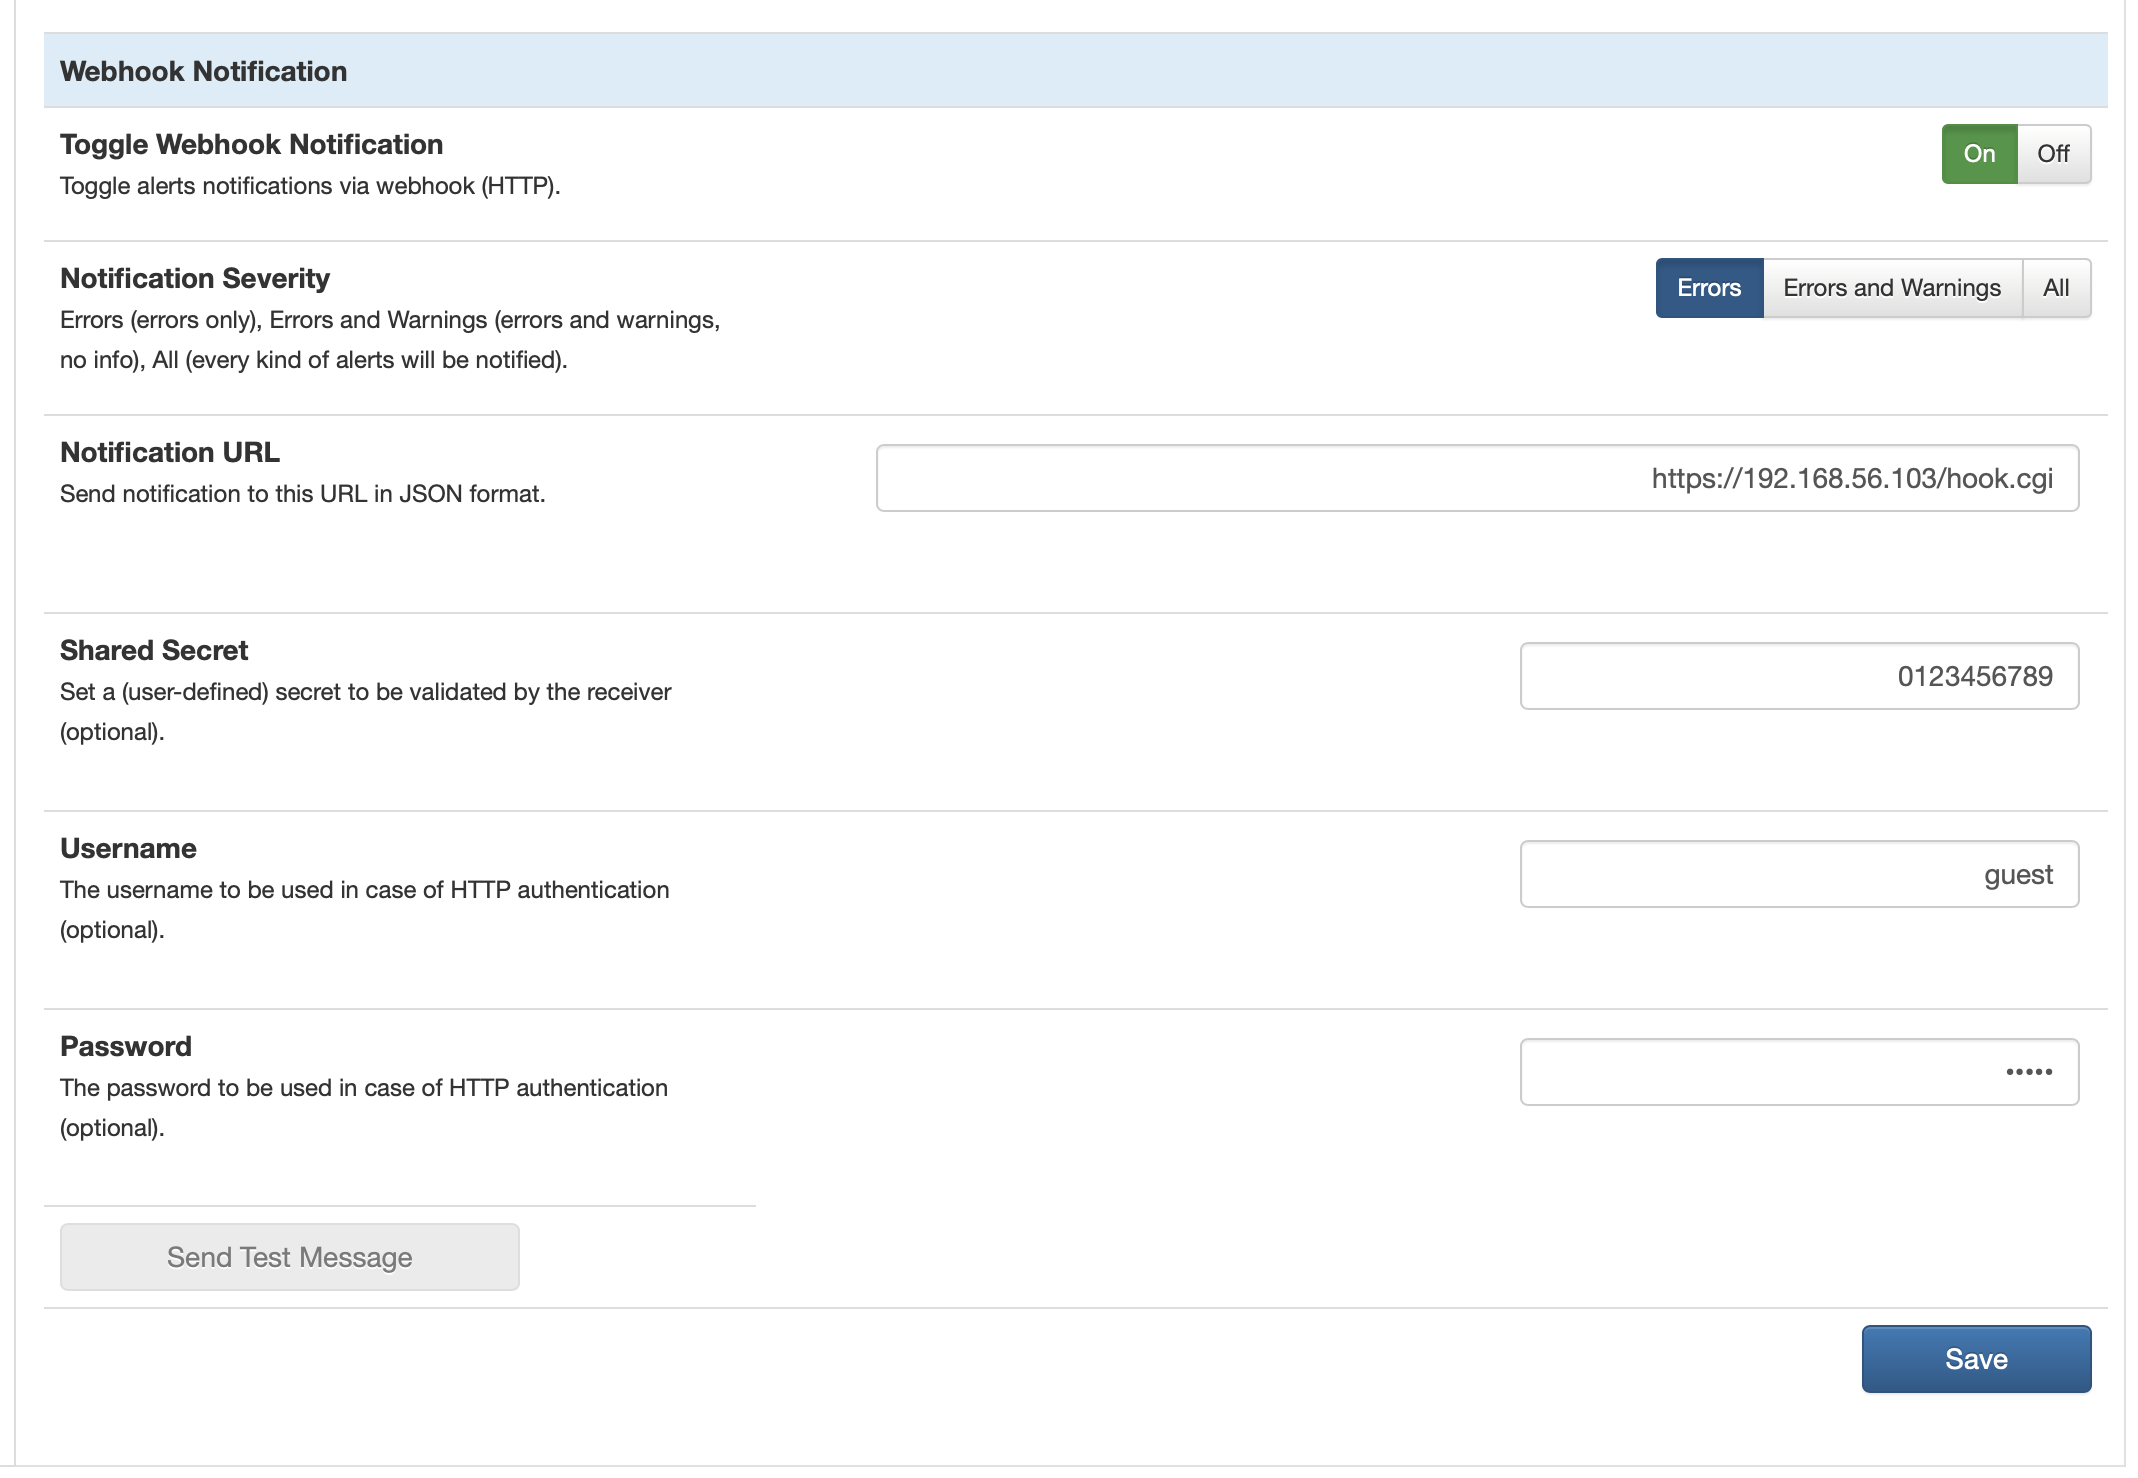 Webhook Notification
Toggle Webhook Notification
Toggle alerts notifications via webhook (HTTP).
On Off
Notification Severity
Errors (errors only), Errors and Warnings (errors and warnings,
no info), All (every kind of alerts will be notified).
Errors Errors and Warnings All
Notification URL
Send notification to this URL in JSON format.
https://192.168.56.103/hook.cgi
Shared Secret
Set a (user-defined) secret to be validated by the receiver
(optional).
0123456789
Username
The username to be used in case of HTTP authentication
(optional).
guest
Password
The password to be used in case of HTTP authentication
(optional).
•••••
Send Test Message
Save